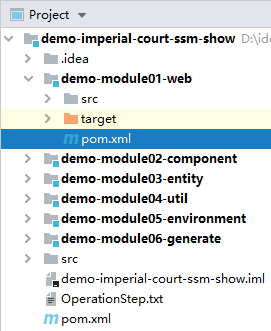 Project
demo-imperial-court-ssm-show D:\ide
.idea
demo-module01-web
src
target
pom.xml
demo-module02-component
demo-module03-entity
demo-module04-util
demo-module05-environment
demo-module06-generate
src
demo-imperial-court-ssm-show.iml
OperationStep.txt
pom.xml